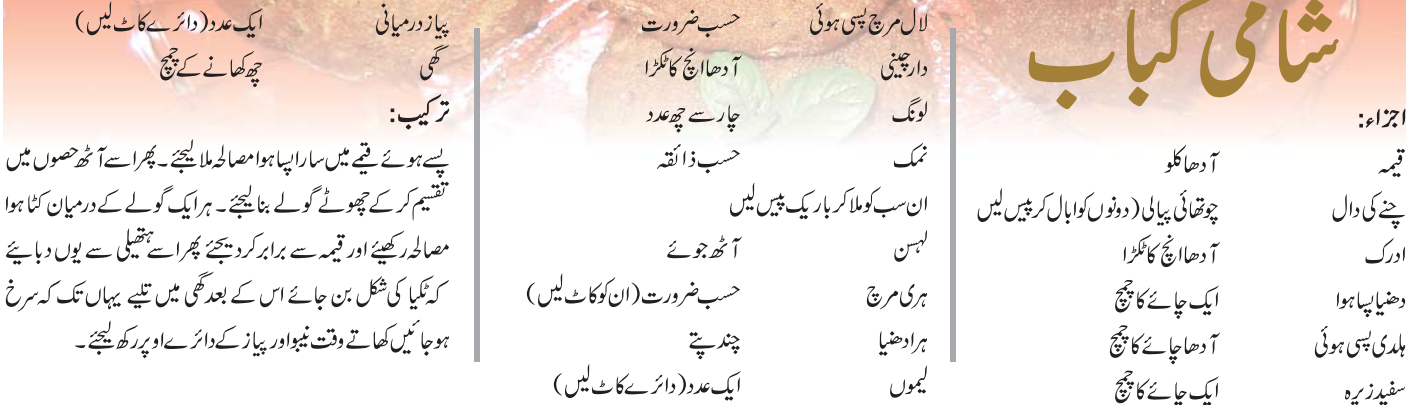 شامی کباب
اجزاء:
قیمہ آدھا کلو
چنے کی دال چوتھائی پیالی (دونوں کو ابال کر پیس لیں
ادرک آدھا انچ کا ٹکڑا
دھنیا پسا ہوا ایک چائے کا چمچ
ہلدی پسی ہوئی آدھا چائے کا چمچ
سفید زیرہ ایک چائے کا چمچ
لال مرچ پسی ہوئی حسب ضرورت
دارچینی آدھا انچ کا ٹکڑا
لونگ چار سے چھ عدد
نمک حسب ذائقہ
ان سب کو ملا کر باریک پیس لیں
لہسن آٹھ جوئے
ہری مرچ حسب ضرورت (ان کو کاٹ لیں)
ہرا دھنیا چند پتے
لیموں ایک عدد (دائرے کاٹ لیں)
پیاز درمیانی ایک عدد (دائرے کاٹ لیں)
گھی چھ کھانے کے چمچ
ترکیب:
پسے ہوئے قیمے میں سارا پسا ہوا مصالحہ ملا لیجئے۔ پھر اسے آٹھ حصوں میں
تقسیم کر کے چھوٹے گولے بنا لیجئے۔ ہر ایک گولے کے درمیان کٹا ہوا
مصالحہ رکھیئے اور قیمہ سے برابر کر دیجئے پھر اسے ہتھیلی سے یوں دبایئے
کہ ٹکیا کی شکل بن جائے اس کے بعد گھی میں تلیے یہاں تک کہ سرخ
ہو جائیں کھاتے وقت نیبو اور پیاز کے دائرے اوپر رکھ لیجئے۔